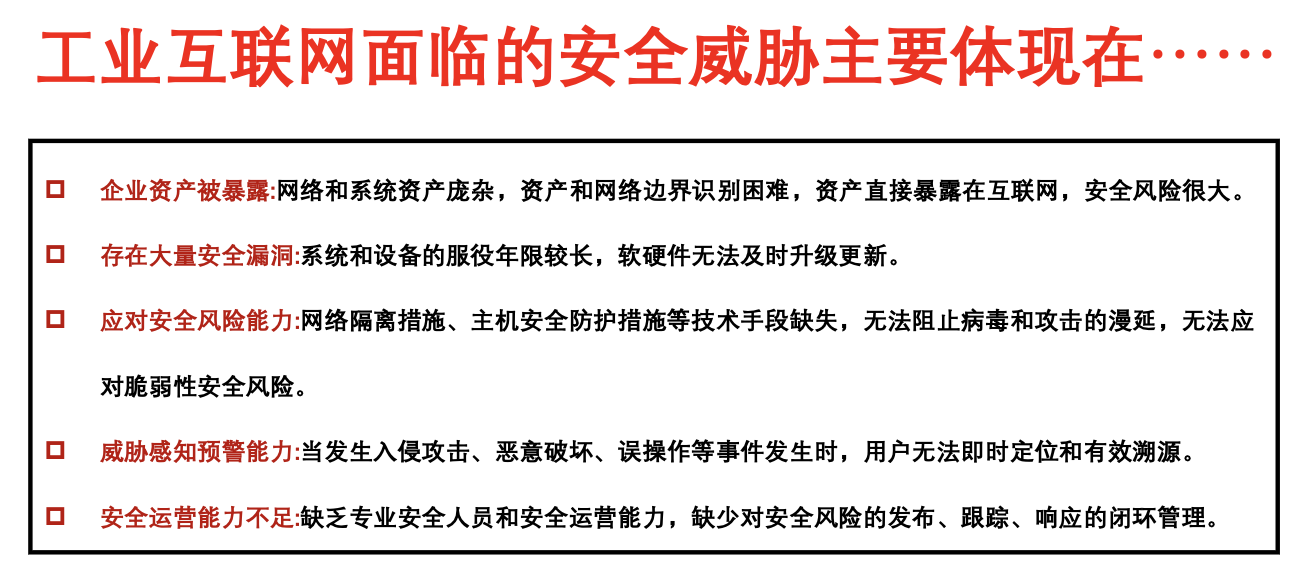 工业互联网面临的安全威胁主要体现在……
企业资产被暴露:网络和系统资产庞杂，资产和网络边界识别困难，资产直接暴露在互联网，安全风险很大。
存在大量安全漏洞:系统和设备的服役年限较长，软硬件无法及时升级更新。
应对安全风险能力:网络隔离措施、主机安全防护措施等技术手段缺失，无法阻止病毒和攻击的漫延，无法应
对脆弱性安全风险。
威胁感知预警能力:当发生入侵攻击、恶意破坏、误操作等事件发生时，用户无法即时定位和有效溯源。
安全运营能力不足:缺乏专业安全人员和安全运营能力，缺少对安全风险的发布、跟踪、响应的闭环管理。